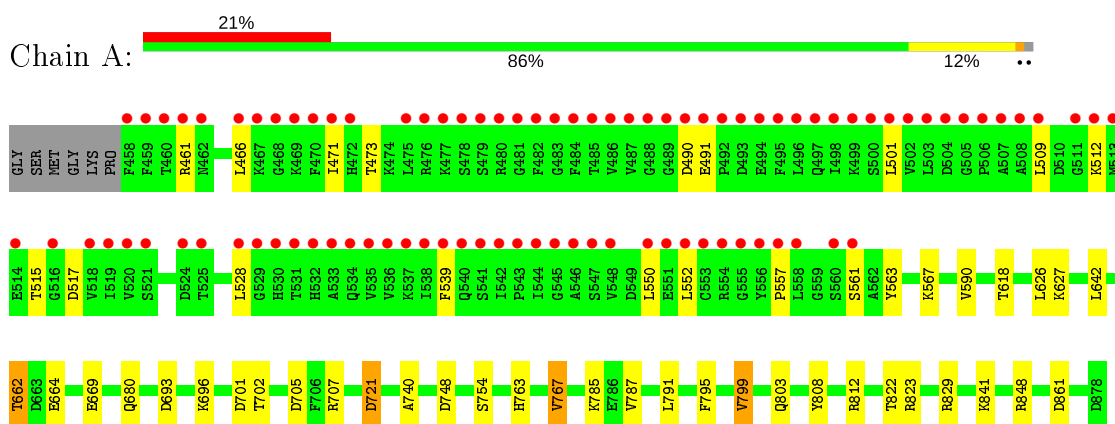 21%
Chain A:
86%
12%
GLY SER MET GLY LYS PRO F458 F459 T460 R461 N462 L466 K467 G468 K469 F470 I471 H472 T473 K474 L475 R476 K477 S478 S479 R480 G481 F482 G483 F484 T485 V486 V487 G488 G489 D490 E491 P492 D493 E494 F495 L496 Q497 I498 K499 S500 L501 V502 L503 D504 G505 P506 A507 A508 L509 D510 G511 K512 M513
E514 T515 G516 D517 V518 I519 V520 S521 D524 T525 L528 G529 H530 T531 H532 A533 Q534 V535 V536 K537 I538 F539 Q540 S541 I542 P543 I544 G545 A546 S547 V548 D549 L550 E551 L552 C553 R554 G555 Y556 P557 L558 G559 S560 S561 A562 Y563 K567 V590 T618 L626 K627 L642
T662 D663 E664 E669 Q680 D693 K696 D701 T702 D705 F706 R707 D721 A740 D748 S754 H763 V767 K785 E786 V787 L791 F795 V799 Q803 Y808 R812 T822 R823 R829 K841 R848 D861 D878